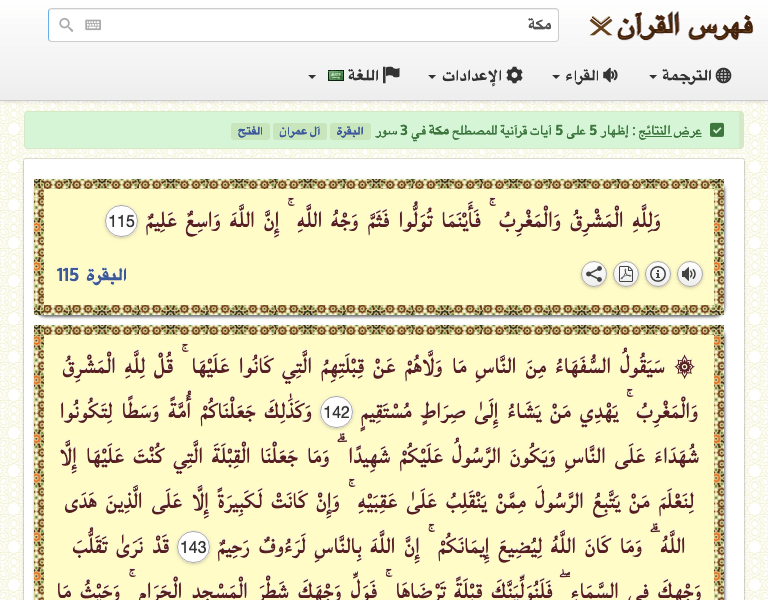 فهرس القرآن
مكة
الترجمة القراء الإعدادات اللغة
عرض النتائج : إظهار 5 على 5 آيات قرآنية للمصطلح مكة في 3 سور البقرة آل عمران الفتح
وَلِلَّهِ الْمَشْرِقُ وَالْمَغْرِبُ ۚ فَأَيْنَمَا تُوَلُّوا فَثَمَّ وَجْهُ اللَّهِ ۚ إِنَّ اللَّهَ وَاسِعٌ عَلِيمٌ 115
البقرة 115
۞ سَيَقُولُ السُّفَهَاءُ مِنَ النَّاسِ مَا وَلَّاهُمْ عَنْ قِبْلَتِهِمُ الَّتِي كَانُوا عَلَيْهَا ۚ قُلْ لِلَّهِ الْمَشْرِقُ
وَالْمَغْرِبُ ۚ يَهْدِي مَنْ يَشَاءُ إِلَىٰ صِرَاطٍ مُسْتَقِيمٍ 142 وَكَذَٰلِكَ جَعَلْنَاكُمْ أُمَّةً وَسَطًا لِتَكُونُوا
شُهَدَاءَ عَلَى النَّاسِ وَيَكُونَ الرَّسُولُ عَلَيْكُمْ شَهِيدًا ۗ وَمَا جَعَلْنَا الْقِبْلَةَ الَّتِي كُنْتَ عَلَيْهَا إِلَّا
لِنَعْلَمَ مَنْ يَتَّبِعُ الرَّسُولَ مِمَّنْ يَنْقَلِبُ عَلَىٰ عَقِبَيْهِ ۚ وَإِنْ كَانَتْ لَكَبِيرَةً إِلَّا عَلَى الَّذِينَ هَدَى
اللَّهُ ۗ وَمَا كَانَ اللَّهُ لِيُضِيعَ إِيمَانَكُمْ ۚ إِنَّ اللَّهَ بِالنَّاسِ لَرَءُوفٌ رَحِيمٌ 143 قَدْ نَرَىٰ تَقَلُّبَ
وَجْهِكَ فِي السَّمَاءِ ۖ فَلَنُوَلِّيَنَّكَ قِبْلَةً تَرْضَاهَا ۚ فَوَلِّ وَجْهَكَ شَطْرَ الْمَسْجِدِ الْحَرَامِ ۚ وَحَيْثُ مَا